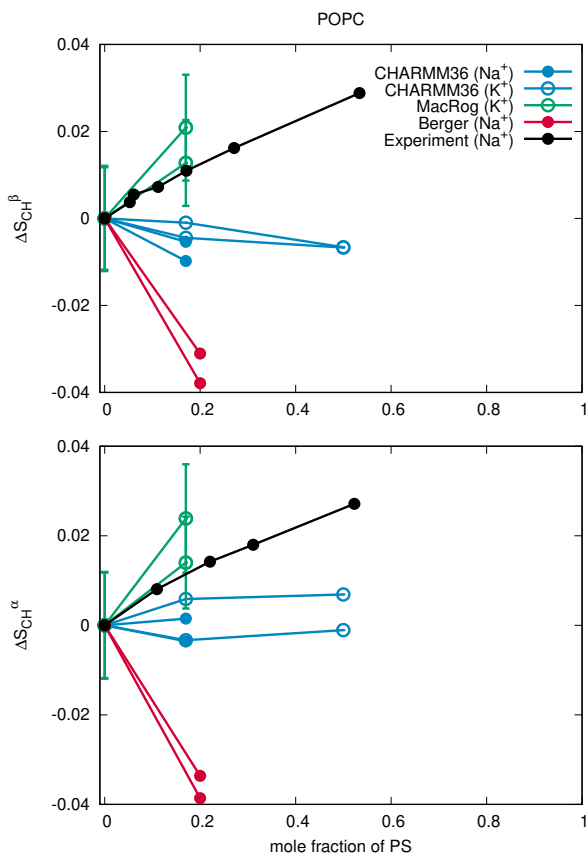 POPC
0.04
0.02
0
-0.02
-0.04
ΔS_CH^β
CHARMM36 (Na⁺)
CHARMM36 (K⁺)
MacRog (K⁺)
Berger (Na⁺)
Experiment (Na⁺)
0 0.2 0.4 0.6 0.8 1
0.04
0.02
0
-0.02
-0.04
ΔS_CH^α
0 0.2 0.4 0.6 0.8 1
mole fraction of PS